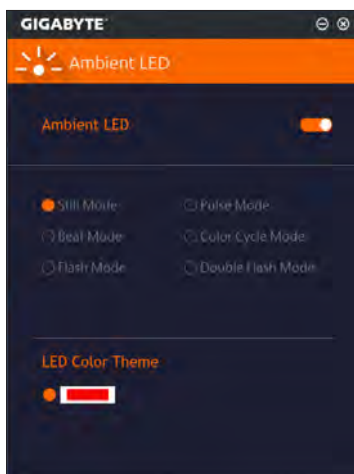 GIGABYTE
Ambient LED
Ambient LED
Still Mode
Pulse Mode
Beat Mode
Color Cycle Mode
Flash Mode
Double Flash Mode
LED Color Theme